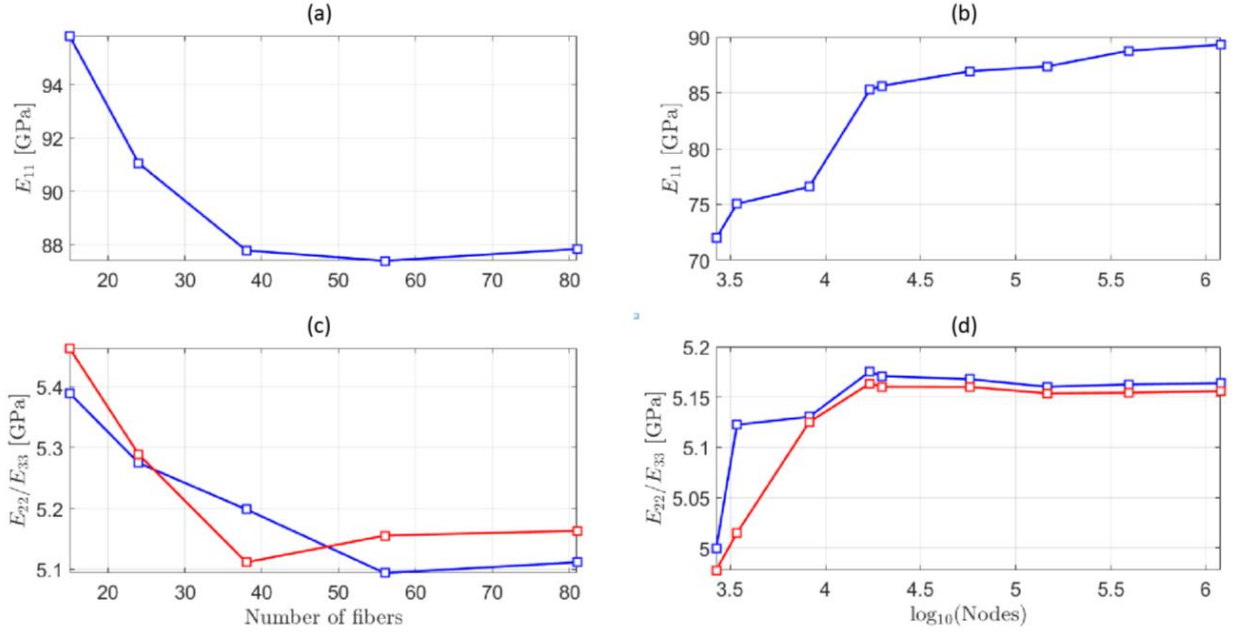 (a)
94
92
90
88
E₁₁ [GPa]
20 30 40 50 60 70 80
(b)
90
85
80
75
70
E₁₁ [GPa]
3.5 4 4.5 5 5.5 6
(c)
5.4
5.3
5.2
5.1
E₂₂/E₃₃ [GPa]
20 30 40 50 60 70 80
Number of fibers
(d)
5.2
5.15
5.1
5.05
5
E₂₂/E₃₃ [GPa]
3.5 4 4.5 5 5.5 6
log₁₀(Nodes)